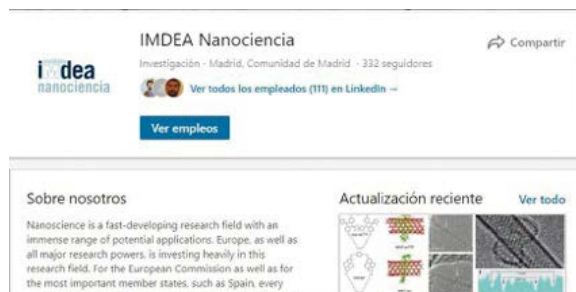 imdea
nanociencia
IMDEA Nanociencia
Compartir
Investigación · Madrid, Comunidad de Madrid · 332 seguidores
Ver todos los empleados (111) en LinkedIn →
Ver empleos
Sobre nosotros
Nanoscience is a fast-developing research field with an
immense range of potential applications. Europe, as well as
all major research powers, is investing heavily in this
research field. For the European Commission as well as for
the most important member states, such as Spain, every
Actualización reciente
Ver todo